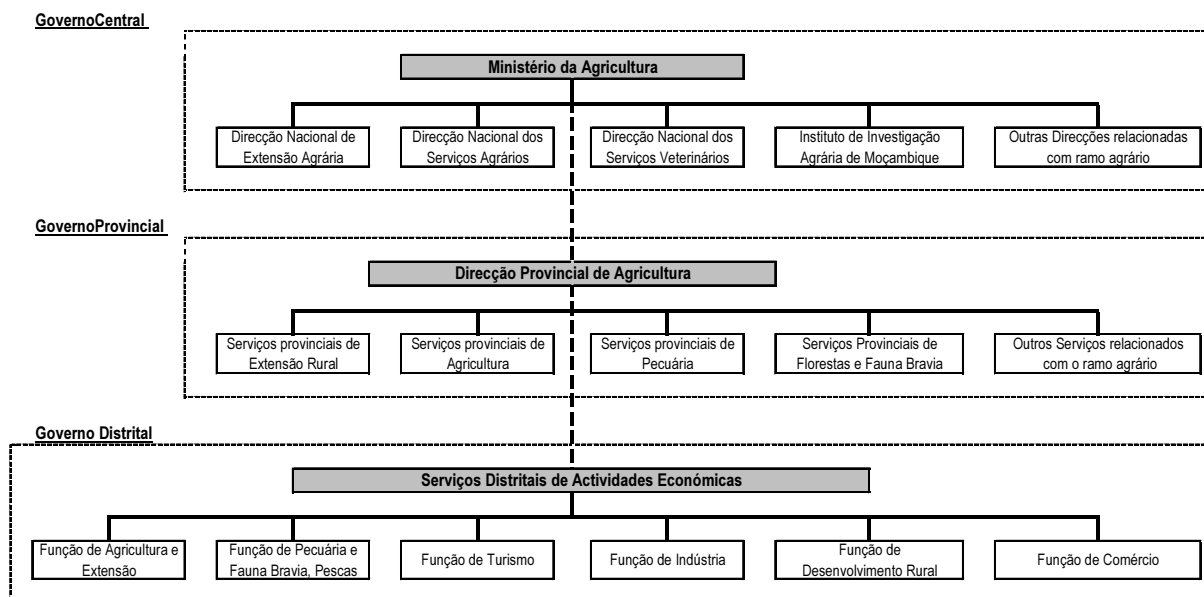 GovernoCentral
Ministério da Agricultura
Direcção Nacional de
Extensão Agrária
Direcção Nacional dos
Serviços Agrários
Direcção Nacional dos
Serviços Veterinários
Instituto de Investigação
Agrária de Moçambique
Outras Direcções relacionadas
com ramo agrário
GovernoProvincial
Direcção Provincial de Agricultura
Serviços provinciais de
Extensão Rural
Serviços provinciais de
Agricultura
Serviços provinciais de
Pecuária
Serviços Provinciais de
Florestas e Fauna Bravia
Outros Serviços relacionados
com o ramo agrário
Governo Distrital
Serviços Distritais de Actividades Económicas
Função de Agricultura e
Extensão
Função de Pecuária e
Fauna Bravia, Pescas
Função de Turismo
Função de Indústria
Função de
Desenvolvimento Rural
Função de Comércio